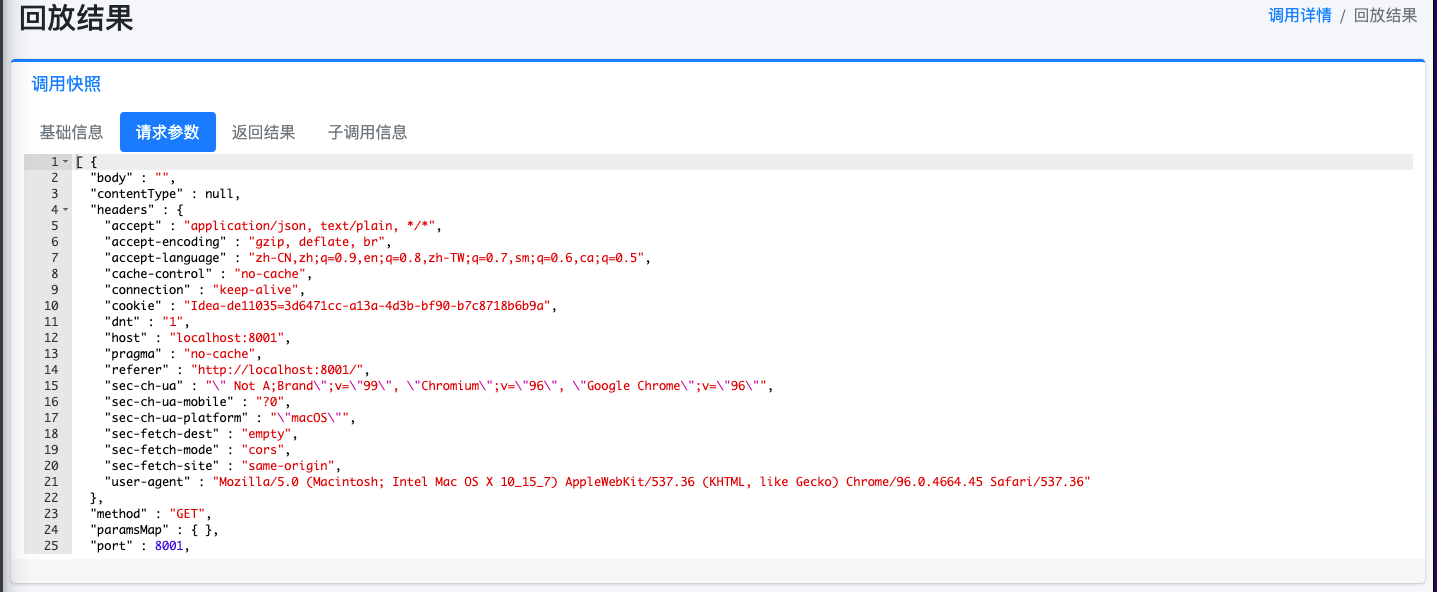 回放结果
调用详情 / 回放结果
调用快照
基础信息 请求参数 返回结果 子调用信息
1 [ {
2 "body" : "",
3 "contentType" : null,
4 "headers" : {
5 "accept" : "application/json, text/plain, */*",
6 "accept-encoding" : "gzip, deflate, br",
7 "accept-language" : "zh-CN,zh;q=0.9,en;q=0.8,zh-TW;q=0.7,sm;q=0.6,ca;q=0.5",
8 "cache-control" : "no-cache",
9 "connection" : "keep-alive",
10 "cookie" : "Idea-de11035=3d6471cc-a13a-4d3b-bf90-b7c8718b6b9a",
11 "dnt" : "1",
12 "host" : "localhost:8001",
13 "pragma" : "no-cache",
14 "referer" : "http://localhost:8001/",
15 "sec-ch-ua" : "\" Not A;Brand\";v=\"99\", \"Chromium\";v=\"96\", \"Google Chrome\";v=\"96\"",
16 "sec-ch-ua-mobile" : "?0",
17 "sec-ch-ua-platform" : "\"macOS\"",
18 "sec-fetch-dest" : "empty",
19 "sec-fetch-mode" : "cors",
20 "sec-fetch-site" : "same-origin",
21 "user-agent" : "Mozilla/5.0 (Macintosh; Intel Mac OS X 10_15_7) AppleWebKit/537.36 (KHTML, like Gecko) Chrome/96.0.4664.45 Safari/537.36"
22 },
23 "method" : "GET",
24 "paramsMap" : { },
25 "port" : 8001,